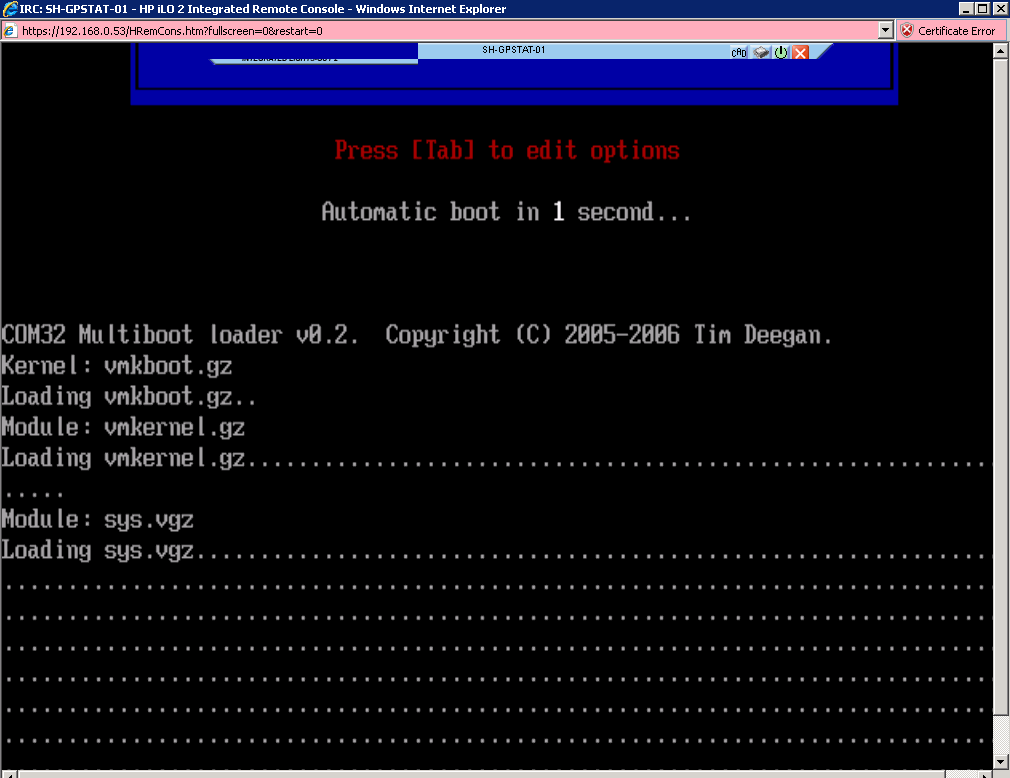 IRC: SH-GPSTAT-01 - HP iLO 2 Integrated Remote Console - Windows Internet Explorer
https://192.168.0.53/HRemCons.htm?fullscreen=0&restart=0
Certificate Error
SH-GPSTAT-01
CAD
Press [Tab] to edit options
Automatic boot in 1 second...
COM32 Multiboot loader v0.2.  Copyright (C) 2005-2006 Tim Deegan.
Kernel: vmkboot.gz
Loading vmkboot.gz..
Module: vmkernel.gz
Loading vmkernel.gz..........................................................
.....
Module: sys.vgz
Loading sys.vgz..............................................................
..............................................................................
..............................................................................
..............................................................................
..............................................................................
..............................................................................
..............................................................................